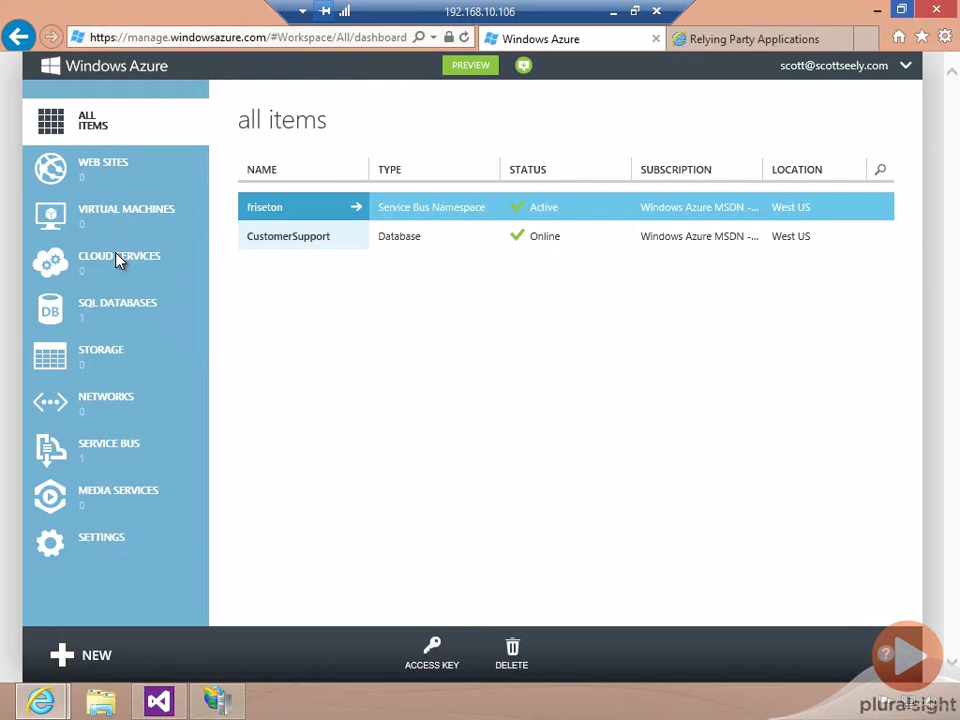 192.168.10.106
https://manage.windowsazure.com/#Workspace/All/dashboard
Windows Azure
Relying Party Applications
Windows Azure
PREVIEW
scott@scottseely.com
ALL
ITEMS
WEB SITES
0
VIRTUAL MACHINES
0
CLOUD SERVICES
0
SQL DATABASES
1
STORAGE
0
NETWORKS
0
SERVICE BUS
1
MEDIA SERVICES
0
SETTINGS
all items
NAME TYPE STATUS SUBSCRIPTION LOCATION
friseton Service Bus Namespace Active Windows Azure MSDN -... West US
CustomerSupport Database Online Windows Azure MSDN -... West US
NEW
ACCESS KEY
DELETE
?
DB
pluralsight